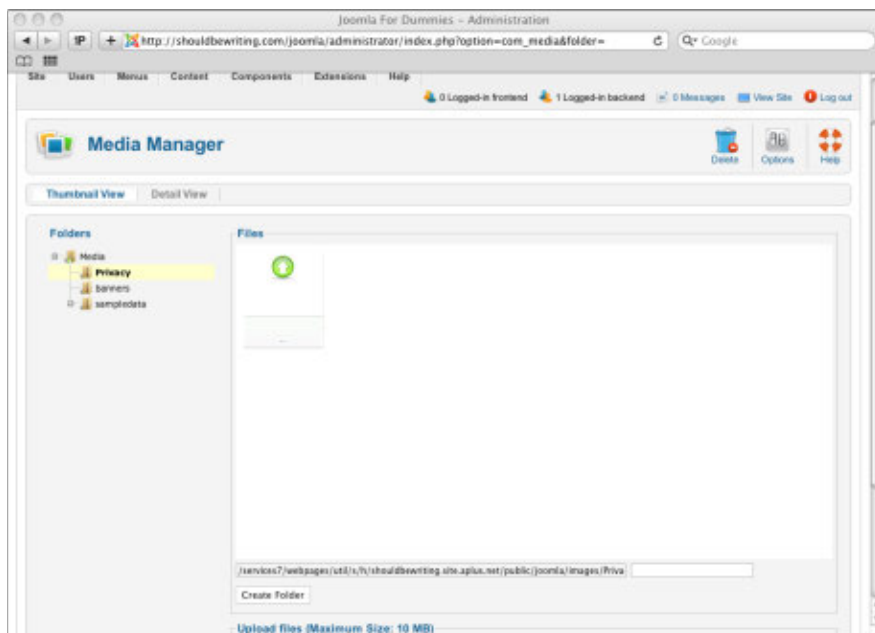 Joomla For Dummies – Administration
http://shouldbewriting.com/joomla/administrator/index.php?option=com_media&folder=
Google
Site Users Menus Content Components Extensions Help
0 Logged-in frontend 1 Logged-in backend 0 Messages View Site Log out
Media Manager
Delete Options Help
Thumbnail View Detail View
Folders
Media
Privacy
banners
sampledata
Files
...
/services7/webpages/util/s/h/shouldbewriting.site.aplus.net/public/joomla/images/Priva
Create Folder
Upload files (Maximum Size: 10 MB)